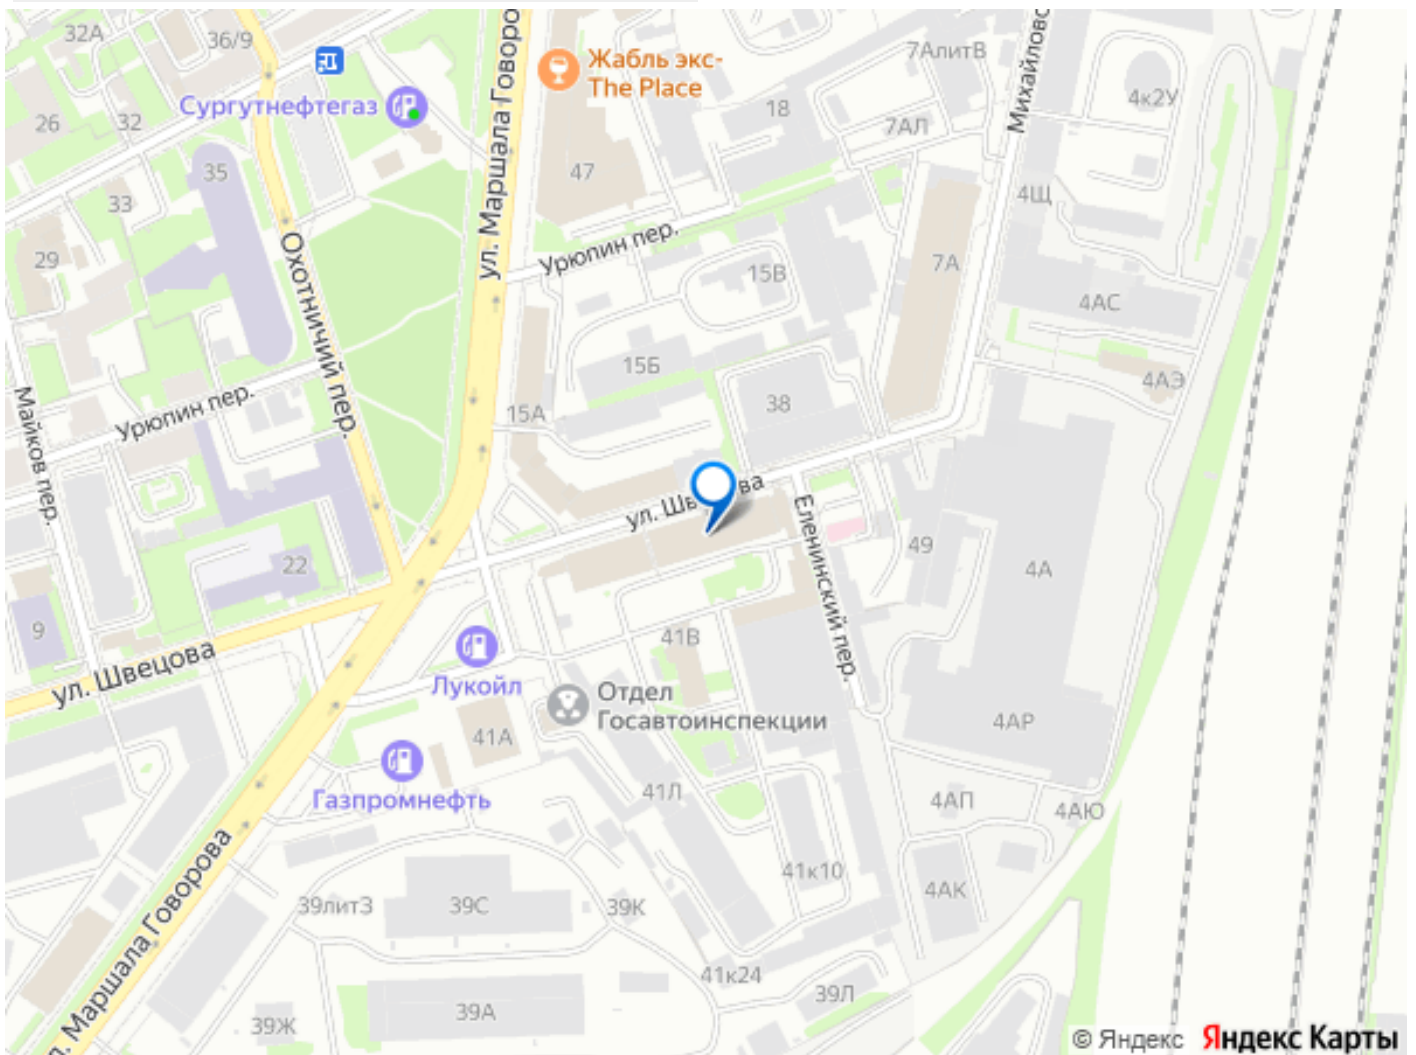 32А
36/9
ул. Маршала Говоро
Жабль экс-
The Place
7АлитВ
Михайловс
Сургутнефтегаз
4к2У
26
32
18
7АЛ
35
47
4Щ
33
Урюпин пер.
29
Охотничий пер.
15В
7А
4АС
15Б
4АЭ
Майков пер.
Урюпин пер.
15А
38
ул. Шв
ва
Еленинский пер.
49
4А
22
9
ул. Швецова
41В
Лукойл
Отдел
Госавтоинспекции
41А
4АР
Газпромнефть
41Л
4АП
4АЮ
. Маршала Говорова
41к10
4АК
39литЗ
39С
39К
41к24
39Л
39Ж
39А
© Яндекс Яндекс Карты